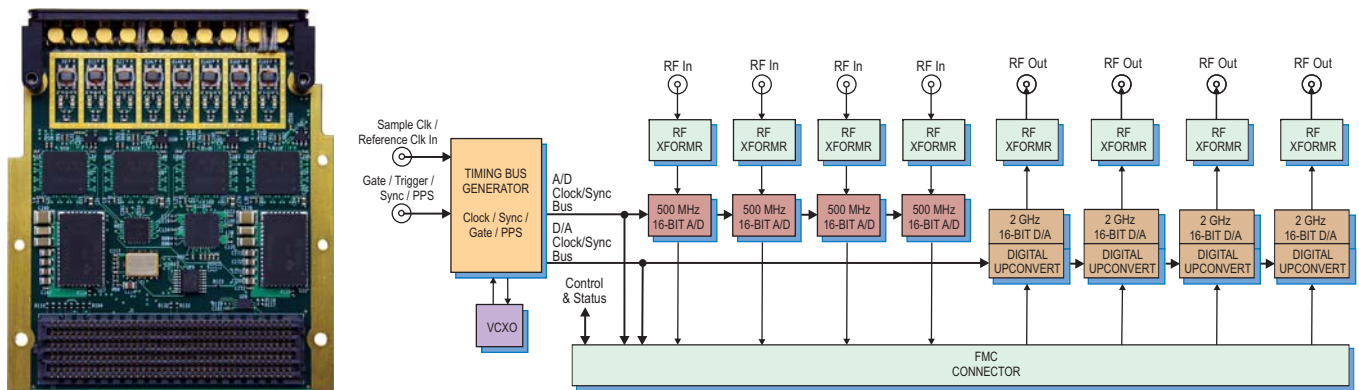 RF In
RF In
RF In
RF In
RF Out
RF Out
RF Out
RF Out
Sample Clk /
Reference Clk In
RF
XFORMR
RF
XFORMR
RF
XFORMR
RF
XFORMR
RF
XFORMR
RF
XFORMR
RF
XFORMR
RF
XFORMR
Gate / Trigger /
Sync / PPS
TIMING BUS
GENERATOR
Clock / Sync /
Gate / PPS
A/D
Clock/Sync
Bus
D/A
Clock/Sync
Bus
500 MHz
16-BIT A/D
500 MHz
16-BIT A/D
500 MHz
16-BIT A/D
500 MHz
16-BIT A/D
2 GHz
16-BIT D/A
DIGITAL
UPCONVERT
2 GHz
16-BIT D/A
DIGITAL
UPCONVERT
2 GHz
16-BIT D/A
DIGITAL
UPCONVERT
2 GHz
16-BIT D/A
DIGITAL
UPCONVERT
Control
& Status
VCXO
FMC
CONNECTOR